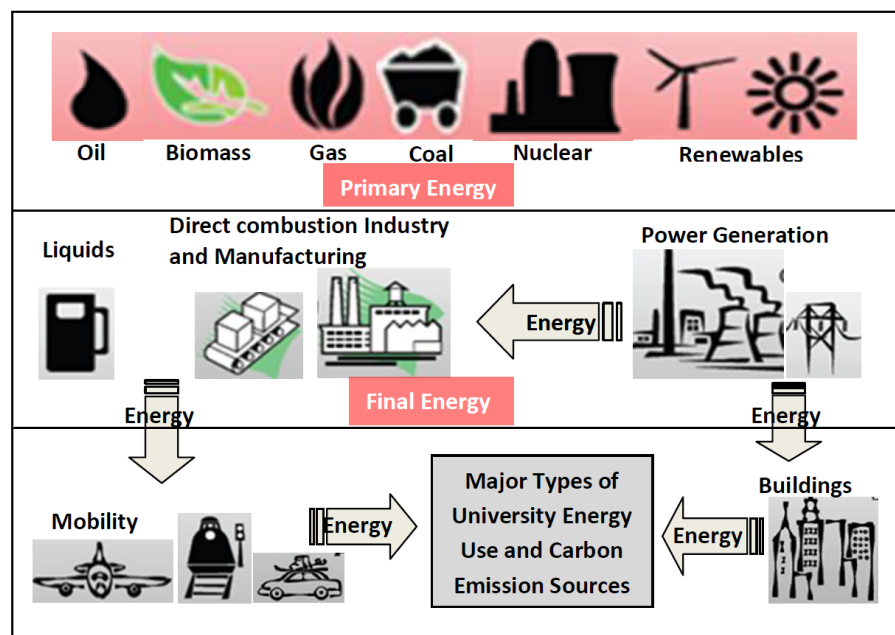 Oil
Biomass
Gas
Coal
Nuclear
Renewables
Primary Energy
Liquids
Direct combustion Industry
and Manufacturing
Power Generation
Energy
Final Energy
Energy
Energy
Mobility
Energy
Major Types of
University Energy
Use and Carbon
Emission Sources
Energy
Buildings